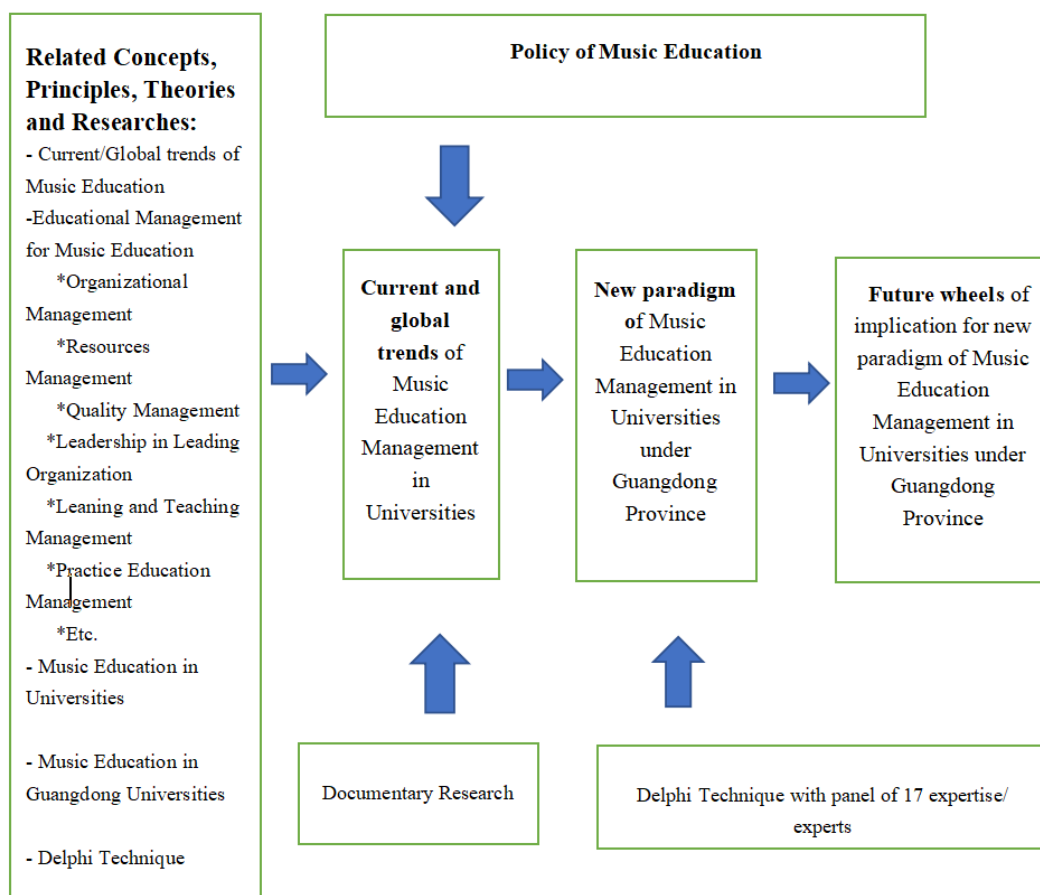 Related Concepts,
Principles, Theories
and Researches:
- Current/Global trends of
Music Education
-Educational Management
for Music Education
*Organizational
Management
*Resources
Management
*Quality Management
*Leadership in Leading
Organization
*Leaning and Teaching
Management
*Practice Education
Management
*Etc.
- Music Education in
Universities
- Music Education in
Guangdong Universities
- Delphi Technique
Policy of Music Education
Current and
global
trends of
Music
Education
Management
in
Universities
New paradigm
of Music
Education
Management in
Universities
under
Guangdong
Province
Future wheels of
implication for new
paradigm of Music
Education
Management in
Universities under
Guangdong
Province
Documentary Research
Delphi Technique with panel of 17 expertise/
experts